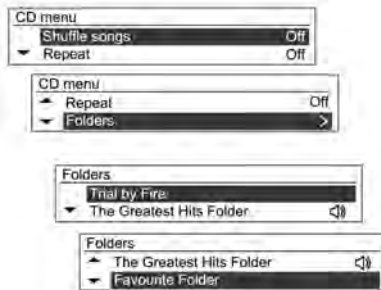 CD menu
Shuffle songs Off
Repeat Off
CD menu
Repeat Off
Folders >
Folders
Trial by Fire
The Greatest Hits Folder
Folders
The Greatest Hits Folder
Favourite Folder